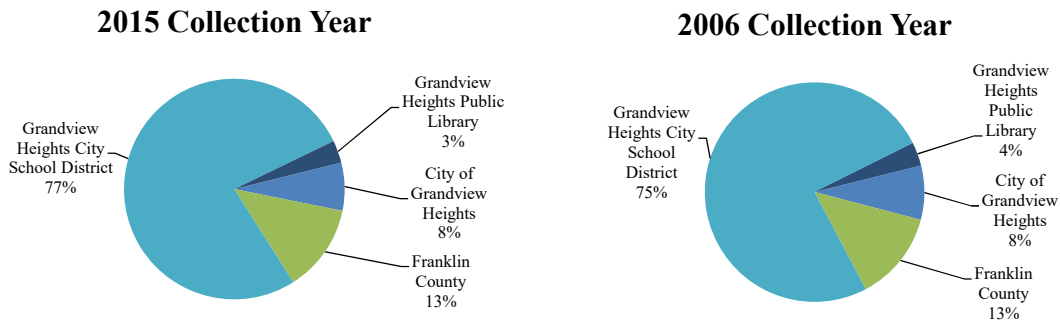 2015 Collection Year
Grandview
Heights Public
Library
3%
Grandview
Heights City
School District
77%
City of
Grandview
Heights
8%
Franklin
County
13%
2006 Collection Year
Grandview
Heights
Public
Library
4%
Grandview
Heights City
School
District
75%
City of
Grandview
Heights
8%
Franklin
County
13%